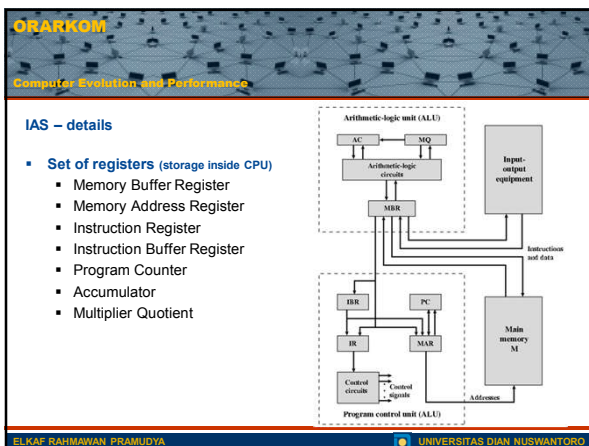 ORARKOM
Computer Evolution and Performance
IAS – details
▪ Set of registers (storage inside CPU)
▪ Memory Buffer Register
▪ Memory Address Register
▪ Instruction Register
▪ Instruction Buffer Register
▪ Program Counter
▪ Accumulator
▪ Multiplier Quotient
Arithmetic-logic unit (ALU)
AC
MQ
Arithmetic-logic
circuits
MBR
Input-
output
equipment
Instructions
and data
IBR
PC
IR
MAR
Main
memory
M
Control
circuits
Control
signals
Addresses
Program control unit (ALU)
ELKAF RAHMAWAN PRAMUDYA
UNIVERSITAS DIAN NUSWANTORO